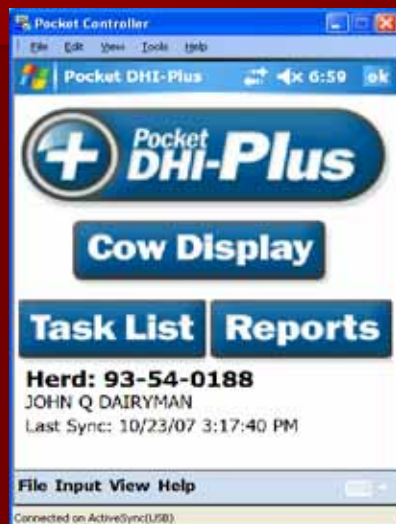 Pocket Controller
File Edit View Tools Help
Pocket DHI-Plus 6:59 ok
Pocket
DHI-Plus
Cow Display
Task List Reports
Herd: 93-54-0188
JOHN Q DAIRYMAN
Last Sync: 10/23/07 3:17:40 PM
File Input View Help
Connected on ActiveSync(USB)